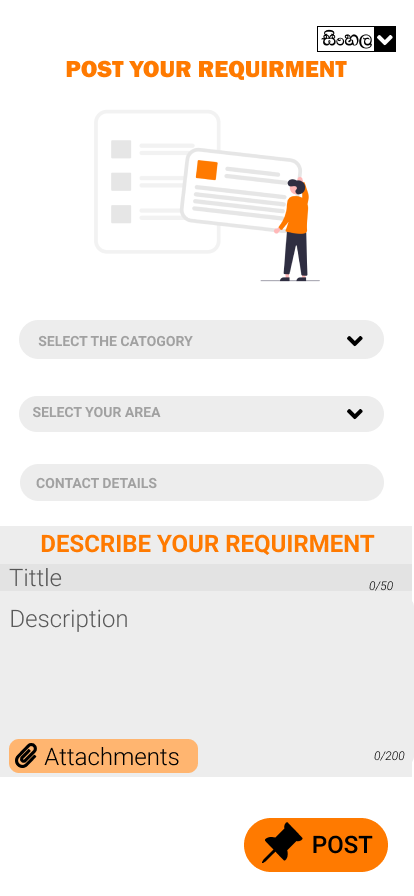 සිංහල
POST YOUR REQUIRMENT
SELECT THE CATOGORY
SELECT YOUR AREA
CONTACT DETAILS
DESCRIBE YOUR REQUIRMENT
Tittle
0/50
Description
Attachments
0/200
POST